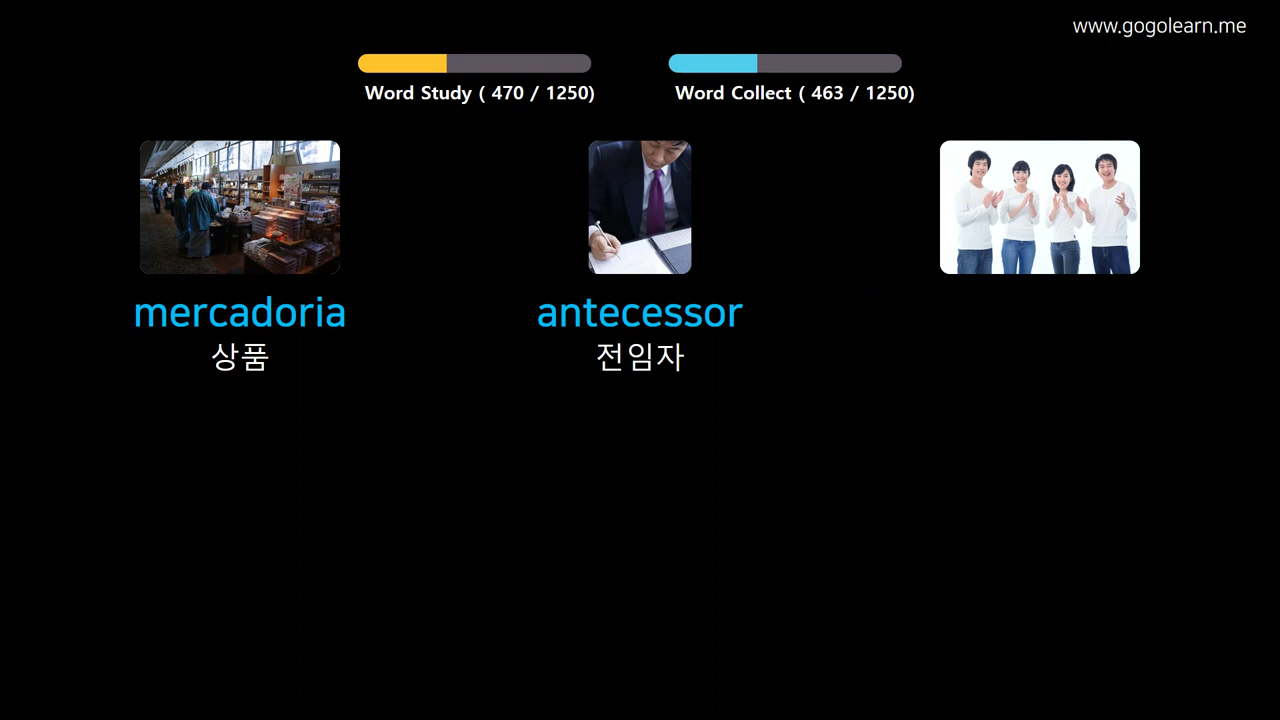 www.gogolearn.me
Word Study ( 470 / 1250)
Word Collect ( 463 / 1250)
mercadoria
antecessor
상품
전임자